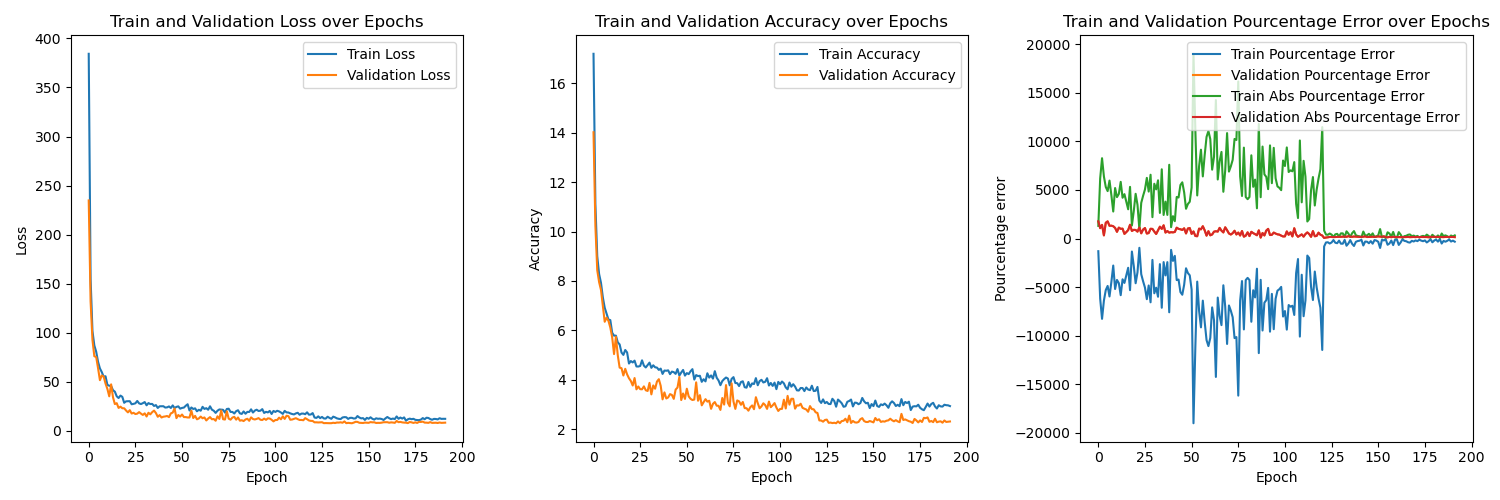 Train and Validation Loss over Epochs
400
350
300
250
200
150
100
50
0
Loss
0 25 50 75 100 125 150 175 200
Epoch
Train Loss
Validation Loss
Train and Validation Accuracy over Epochs
16
14
12
10
8
6
4
2
Accuracy
0 25 50 75 100 125 150 175 200
Epoch
Train Accuracy
Validation Accuracy
Train and Validation Pourcentage Error over Epochs
20000
15000
10000
5000
0
−5000
−10000
−15000
−20000
Pourcentage error
0 25 50 75 100 125 150 175 200
Epoch
Train Pourcentage Error
Validation Pourcentage Error
Train Abs Pourcentage Error
Validation Abs Pourcentage Error